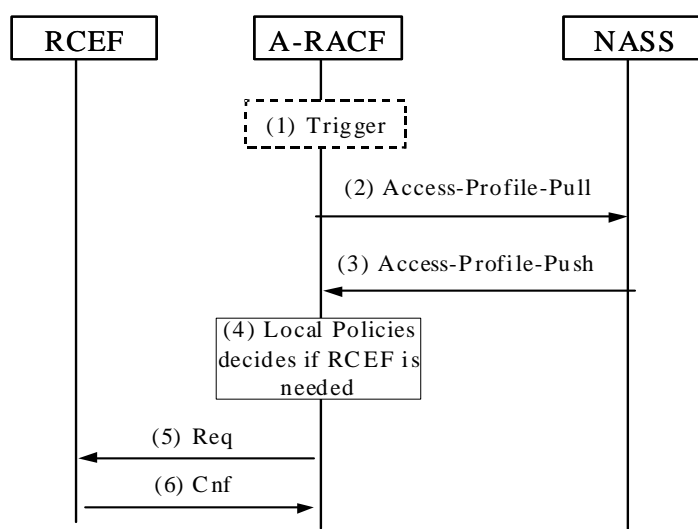 RCEF
A-RACF
NASS
(1) Trigger
(2) Access-Profile-Pull
(3) Access-Profile-Push
(4) Local Policies
decides if RCEF is
needed
(5) Req
(6) Cnf